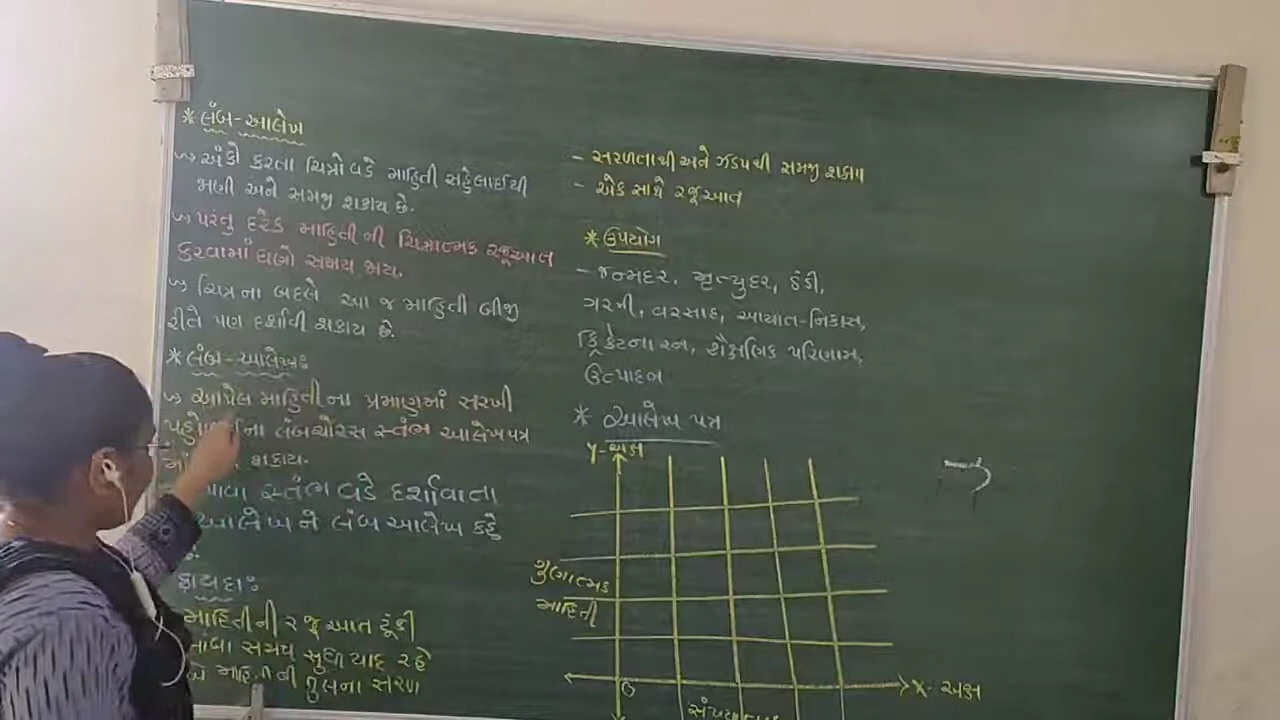 * લંબ-આલેખ
↳ અંકો કરતા ચિત્રો વડે માહિતી સહેલાઈથી
ભણી અને સમજી શકાય છે.
↳ પરંતુ દરેક માહિતી ની ચિત્રાત્મક રજૂઆત
કરવામાં ઘણો સમય જાય.
↳ ચિત્રના બદલે આ જ માહિતી બીજી
રીતે પણ દર્શાવી શકાય છે.
* લંબ-આલેખ:
↳ આપેલ માહિતી ના પ્રમાણમાં સરખી
લંબચોરસ સ્તંભ આલેખપત્ર
શકાય.
સ્તંભ વડે દર્શાવાતા
આલેખ ને લંબ આલેખ કહે
ફાયદા:
માહિતીની રજૂઆત ટૂંકી
સમય સુધી યાદ રહે
બે માહિતી ની તુલના સરળ
- સરળતાથી અને ઝડપથી સમજી શકાય
- એક સાથે રજૂઆત
* ઉપયોગ
- જન્મદર, મૃત્યુદર, ઠંડી,
ગરમી, વરસાદ, આયાત-નિકાસ,
ક્રિકેટના રન, શૈક્ષણિક પરિણામ,
ઉત્પાદન
* આલેખ પત્ર
Y-અક્ષ
ગુણાત્મક
માહિતી
0
X-અક્ષ